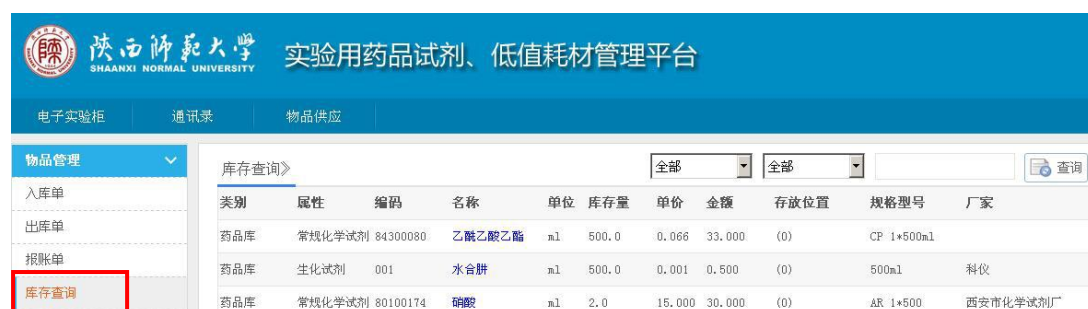 陕西师范大学 实验用药品试剂、低值耗材管理平台
SHAANXI NORMAL UNIVERSITY
电子实验柜 通讯录 物品供应
物品管理
库存查询》 全部 全部 查询
入库单
类别 属性 编码 名称 单位 库存量 单价 金额 存放位置 规格型号 厂家
出库单
药品库 常规化学试剂 84300080 乙酰乙酸乙酯 ml 500.0 0.066 33.000 (0) CP 1*500ml
报账单
药品库 生化试剂 001 水合肼 ml 500.0 0.001 0.500 (0) 500ml 科仪
库存查询
药品库 常规化学试剂 80100174 硝酸 ml 2.0 15.000 30.000 (0) AR 1*500 西安市化学试剂厂